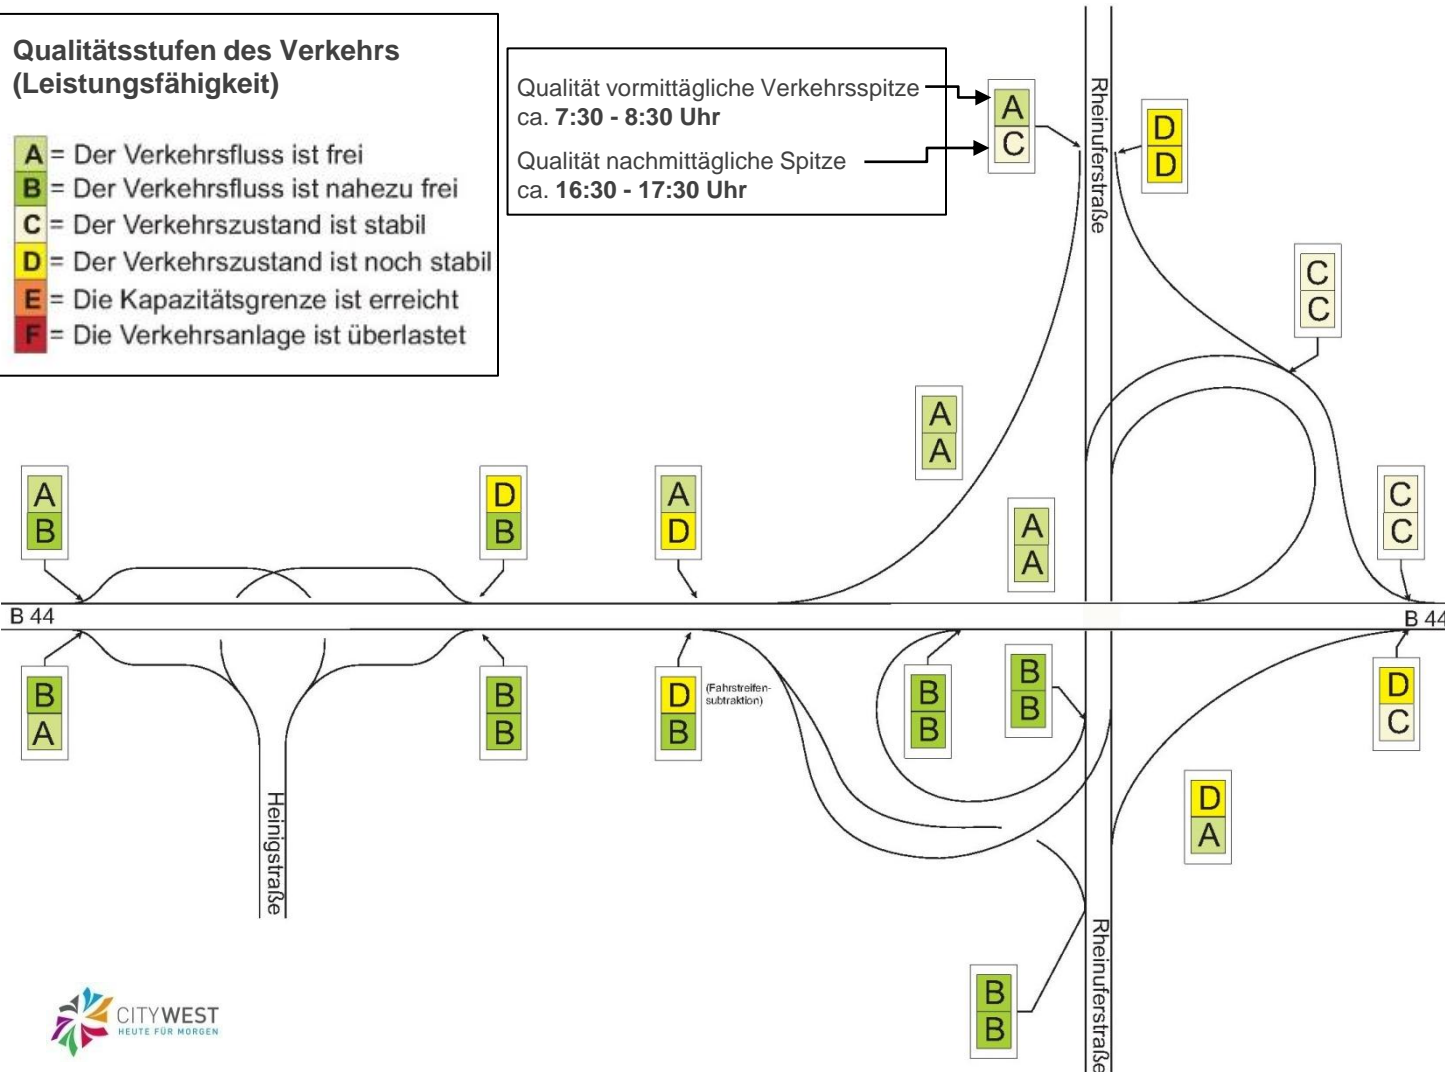 Qualitätsstufen des Verkehrs
(Leistungsfähigkeit)
A = Der Verkehrsfluss ist frei
B = Der Verkehrsfluss ist nahezu frei
C = Der Verkehrszustand ist stabil
D = Der Verkehrszustand ist noch stabil
E = Die Kapazitätsgrenze ist erreicht
F = Die Verkehrsanlage ist überlastet
Qualität vormittägliche Verkehrsspitze
ca. 7:30 - 8:30 Uhr
Qualität nachmittägliche Spitze
ca. 16:30 - 17:30 Uhr
A
C
Rheinuferstraße
D
D
C
C
A
A
A
B
D
B
A
D
A
A
C
C
B 44
B 44
B
A
B
B
D
B
(Fahrstreifen-
subtraktion)
B
B
B
B
D
C
D
A
Heinigstraße
Rheinuferstraße
B
B
CITYWEST
HEUTE FÜR MORGEN